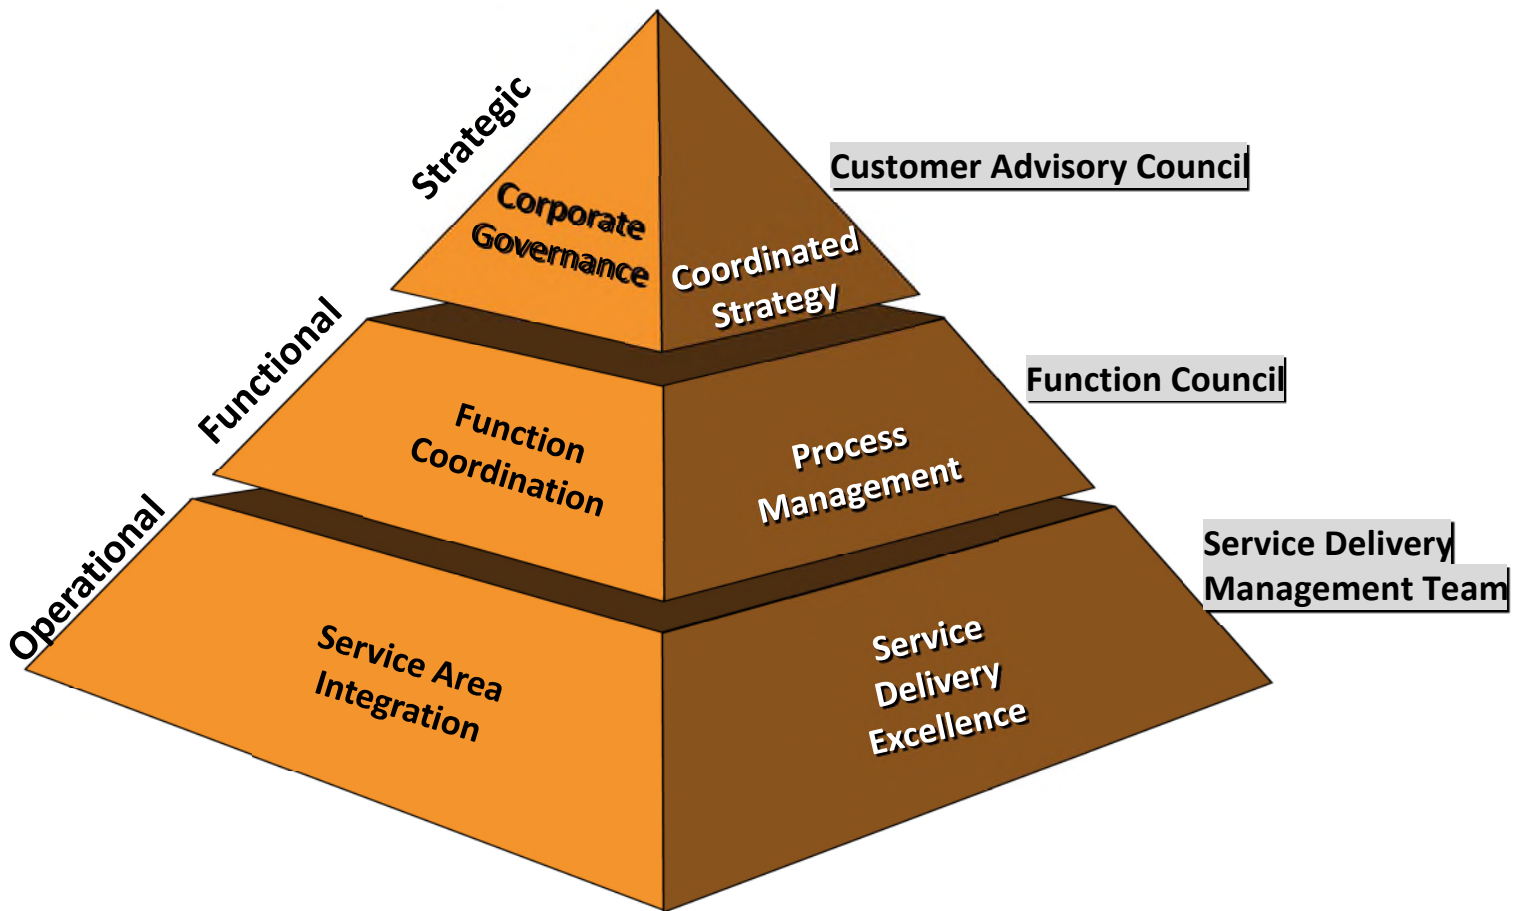 Strategic
Corporate
Governance
Coordinated
Strategy
Customer Advisory Council
Functional
Function
Coordination
Process
Management
Function Council
Operational
Service Area
Integration
Service
Delivery
Excellence
Service Delivery
Management Team